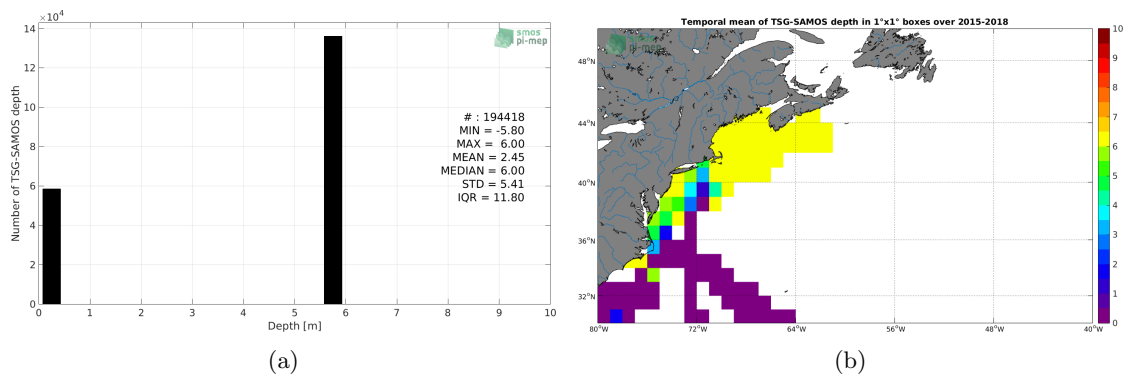 ×10⁴
14
12
10
8
6
4
2
0
Number of TSG-SAMOS depth
0 1 2 3 4 5 6 7 8 9 10
Depth [m]
smos
pi-mep
# : 194418
MIN = -5.80
MAX = 6.00
MEAN = 2.45
MEDIAN = 6.00
STD = 5.41
IQR = 11.80
(a)
Temporal mean of TSG-SAMOS depth in 1°x1° boxes over 2015-2018
smos
pi-mep
48°N
44°N
40°N
36°N
32°N
80°W 72°W 64°W 56°W 48°W 40°W
10
9
8
7
6
5
4
3
2
1
0
(b)